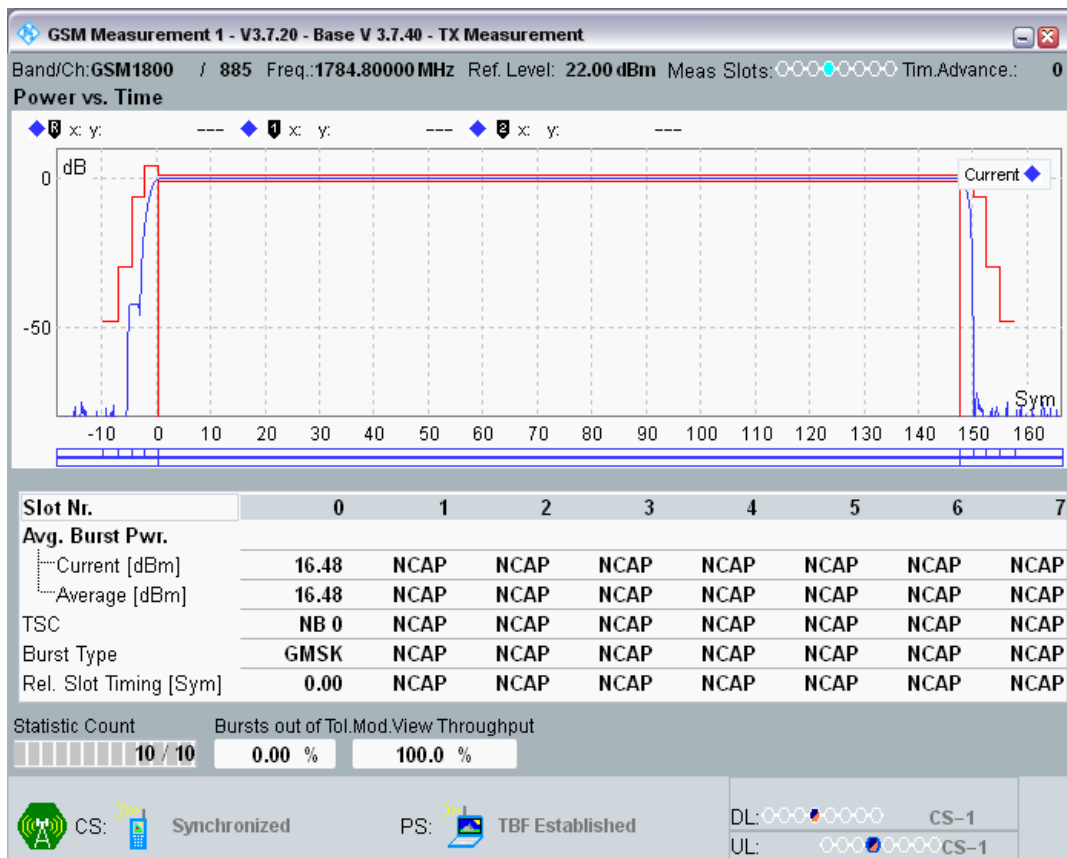 GSM Measurement 1 - V3.7.20 - Base V 3.7.40 - TX Measurement
Band/Ch:GSM1800 / 885 Freq.:1784.80000 MHz Ref. Level: 22.00 dBm Meas Slots: Tim.Advance.: 0
Power vs. Time
R x: y: --- 1 x: y: --- 2 x: y: ---
dB
Current
0
-50
Sym
-10 0 10 20 30 40 50 60 70 80 90 100 110 120 130 140 150 160
Slot Nr. 0 1 2 3 4 5 6 7
Avg. Burst Pwr.
Current [dBm] 16.48 NCAP NCAP NCAP NCAP NCAP NCAP NCAP
Average [dBm] 16.48 NCAP NCAP NCAP NCAP NCAP NCAP NCAP
TSC NB 0 NCAP NCAP NCAP NCAP NCAP NCAP NCAP
Burst Type GMSK NCAP NCAP NCAP NCAP NCAP NCAP NCAP
Rel. Slot Timing [Sym] 0.00 NCAP NCAP NCAP NCAP NCAP NCAP NCAP
Statistic Count Bursts out of Tol.Mod.View Throughput
10 / 10 0.00 % 100.0 %
CS: Synchronized PS: TBF Established
DL: CS-1
UL: CS-1